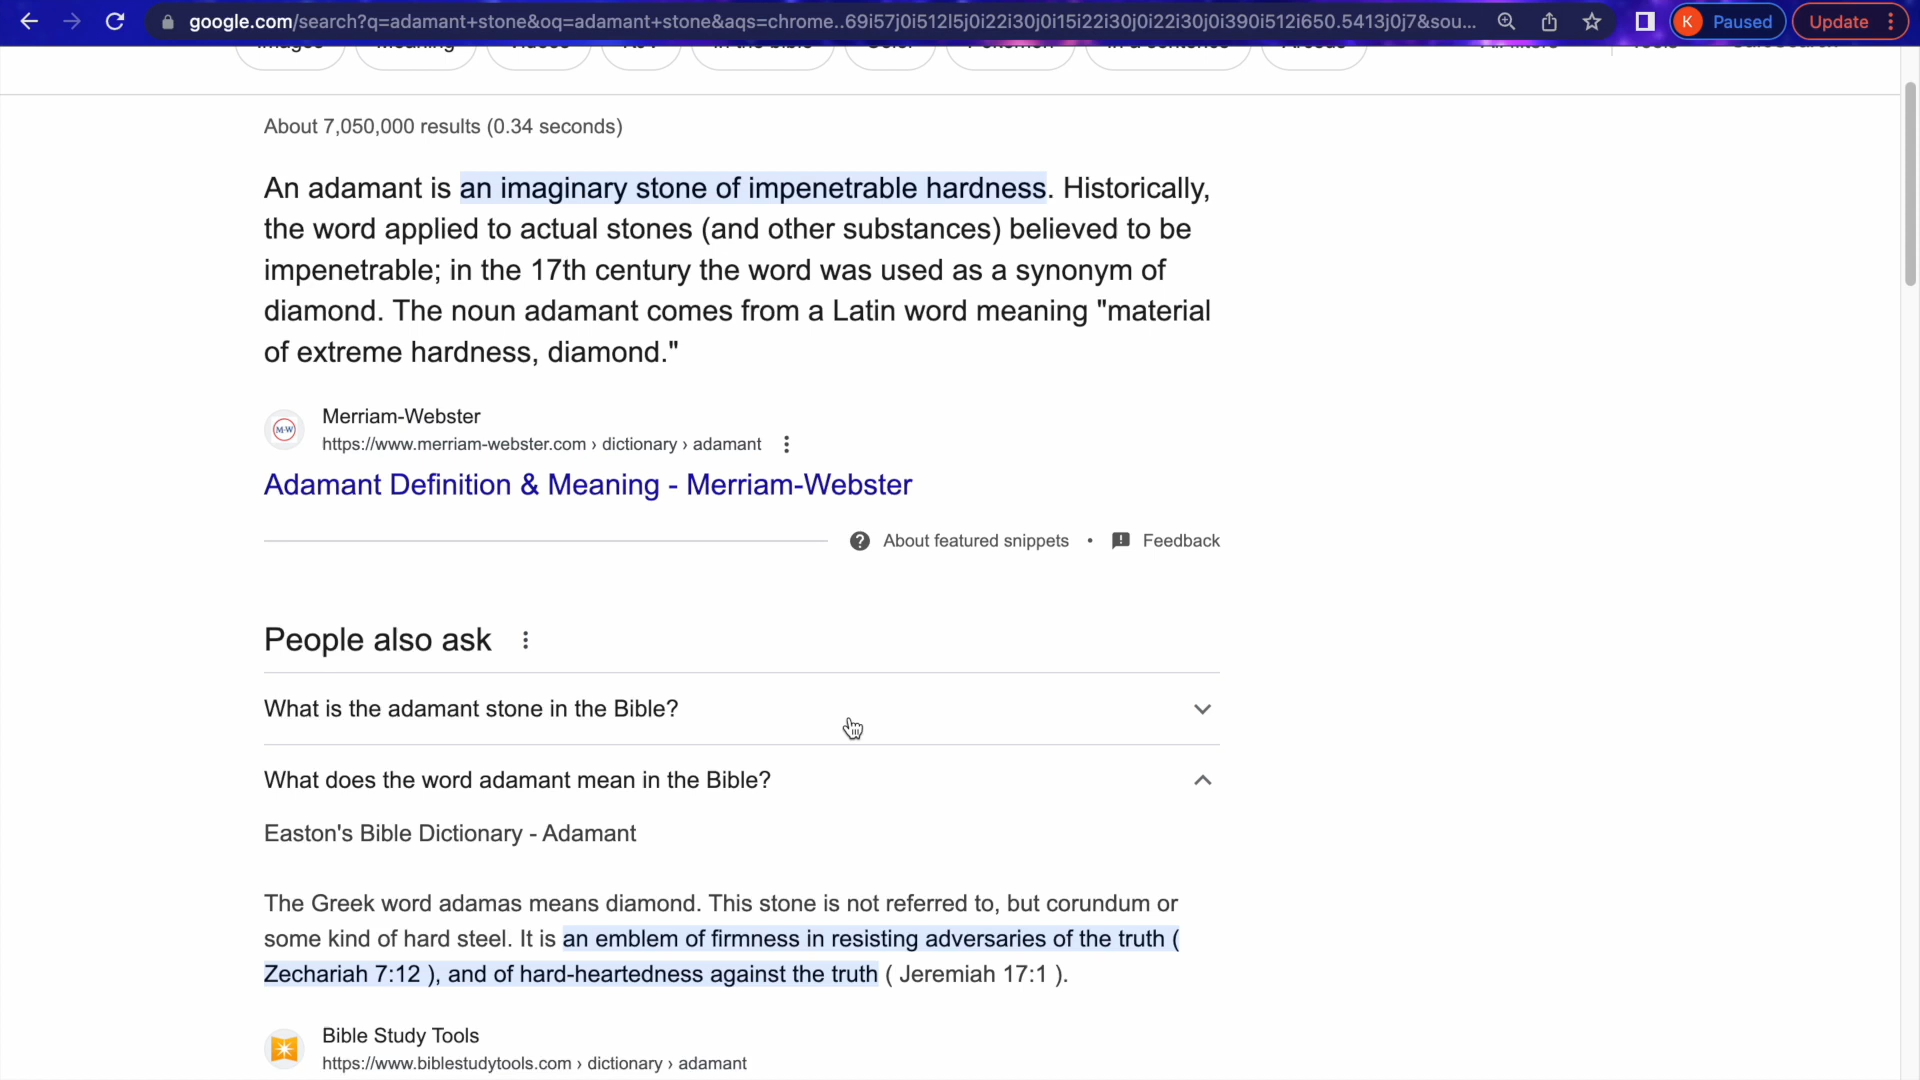 google.com/search?q=adamant+stone&oq=adamant+stone&aqs=chrome..69i57j0i512l5j0i22i30j0i15i22i30j0i22i30j0i390i512i650.5413j0j7&sou...
K Paused Update
About 7,050,000 results (0.34 seconds)
An adamant is an imaginary stone of impenetrable hardness. Historically,
the word applied to actual stones (and other substances) believed to be
impenetrable; in the 17th century the word was used as a synonym of
diamond. The noun adamant comes from a Latin word meaning "material
of extreme hardness, diamond."
M-W
Merriam-Webster
https://www.merriam-webster.com › dictionary › adamant
Adamant Definition & Meaning - Merriam-Webster
About featured snippets • Feedback
People also ask
What is the adamant stone in the Bible?
What does the word adamant mean in the Bible?
Easton's Bible Dictionary - Adamant
The Greek word adamas means diamond. This stone is not referred to, but corundum or
some kind of hard steel. It is an emblem of firmness in resisting adversaries of the truth (
Zechariah 7:12 ), and of hard-heartedness against the truth ( Jeremiah 17:1 ).
Bible Study Tools
https://www.biblestudytools.com › dictionary › adamant